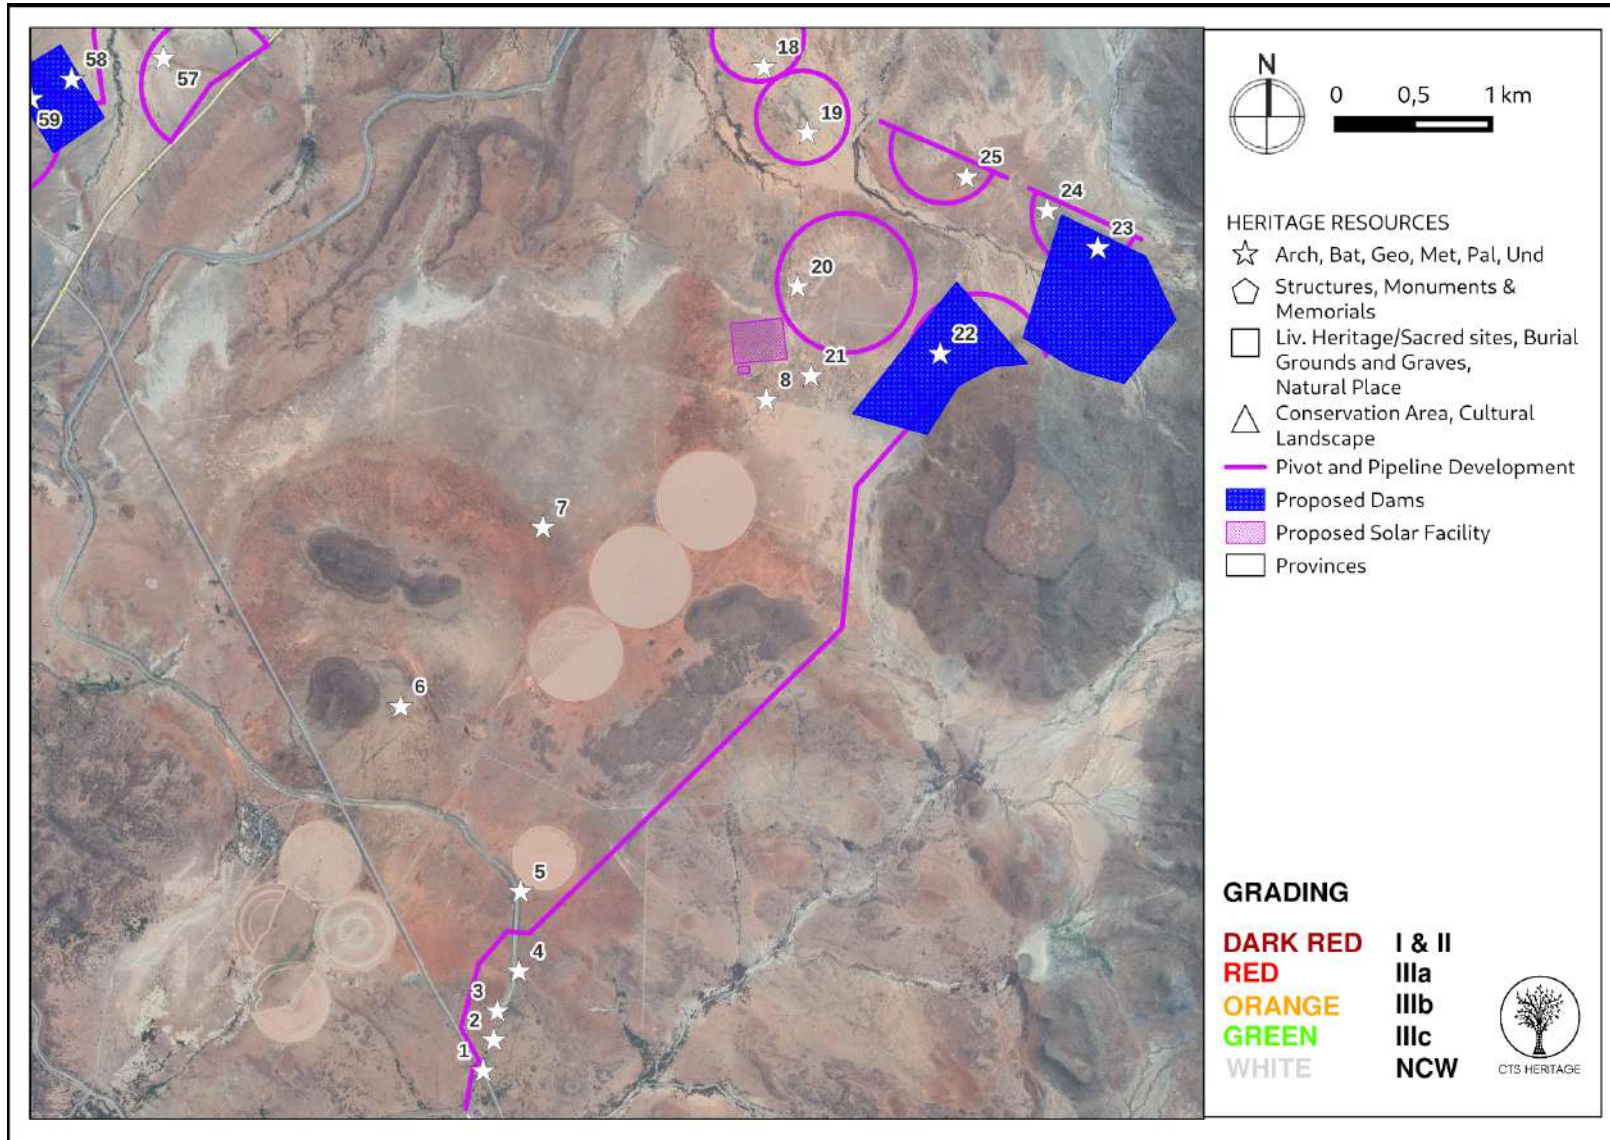 58
57
59
18
19
25
24
23
20
22
21
8
7
6
5
4
3
2
1
N
0 0,5 1 km
HERITAGE RESOURCES
Arch, Bat, Geo, Met, Pal, Und
Structures, Monuments &
Memorials
Liv. Heritage/Sacred sites, Burial
Grounds and Graves,
Natural Place
Conservation Area, Cultural
Landscape
Pivot and Pipeline Development
Proposed Dams
Proposed Solar Facility
Provinces
GRADING
DARK RED I & II
RED IIIa
ORANGE IIIb
GREEN IIIc
WHITE NCW
CTS HERITAGE